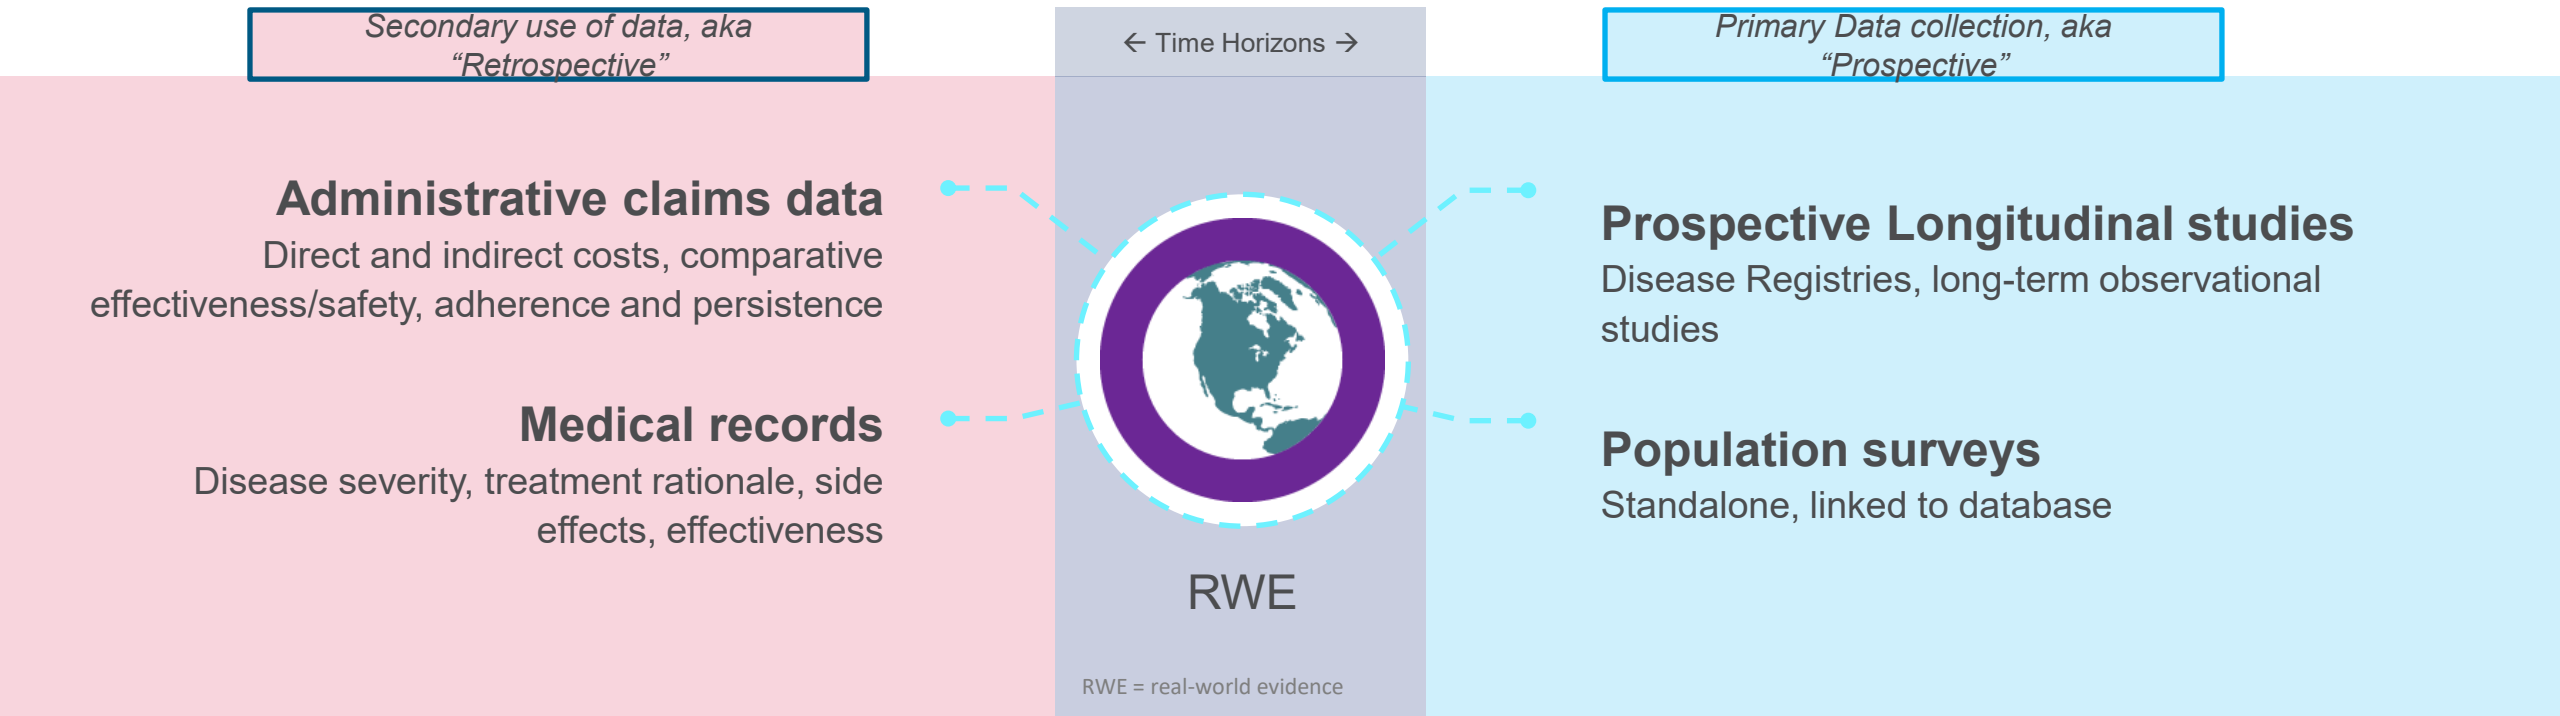 Secondary use of data, aka
“Retrospective”
← Time Horizons →
Primary Data collection, aka
“Prospective”
Administrative claims data
Direct and indirect costs, comparative
effectiveness/safety, adherence and persistence
Medical records
Disease severity, treatment rationale, side
effects, effectiveness
RWE
RWE = real-world evidence
Prospective Longitudinal studies
Disease Registries, long-term observational
studies
Population surveys
Standalone, linked to database